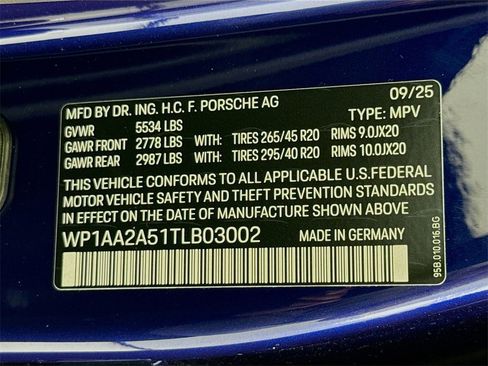 09/25
MFD BY DR. ING. H.C. F. PORSCHE AG
GVWR 5534 LBS TYPE: MPV
GAWR FRONT 2778 LBS WITH: TIRES 265/45 R20 RIMS 9.0JX20
GAWR REAR 2987 LBS WITH: TIRES 295/40 R20 RIMS 10.0JX20
THIS VEHICLE CONFORMS TO ALL APPLICABLE U.S.FEDERAL
MOTOR VEHICLE SAFETY AND THEFT PREVENTION STANDARDS
IN EFFECT ON THE DATE OF MANUFACTURE SHOWN ABOVE.
WP1AA2A51TLB03002 MADE IN GERMANY
95B.010.016.BG